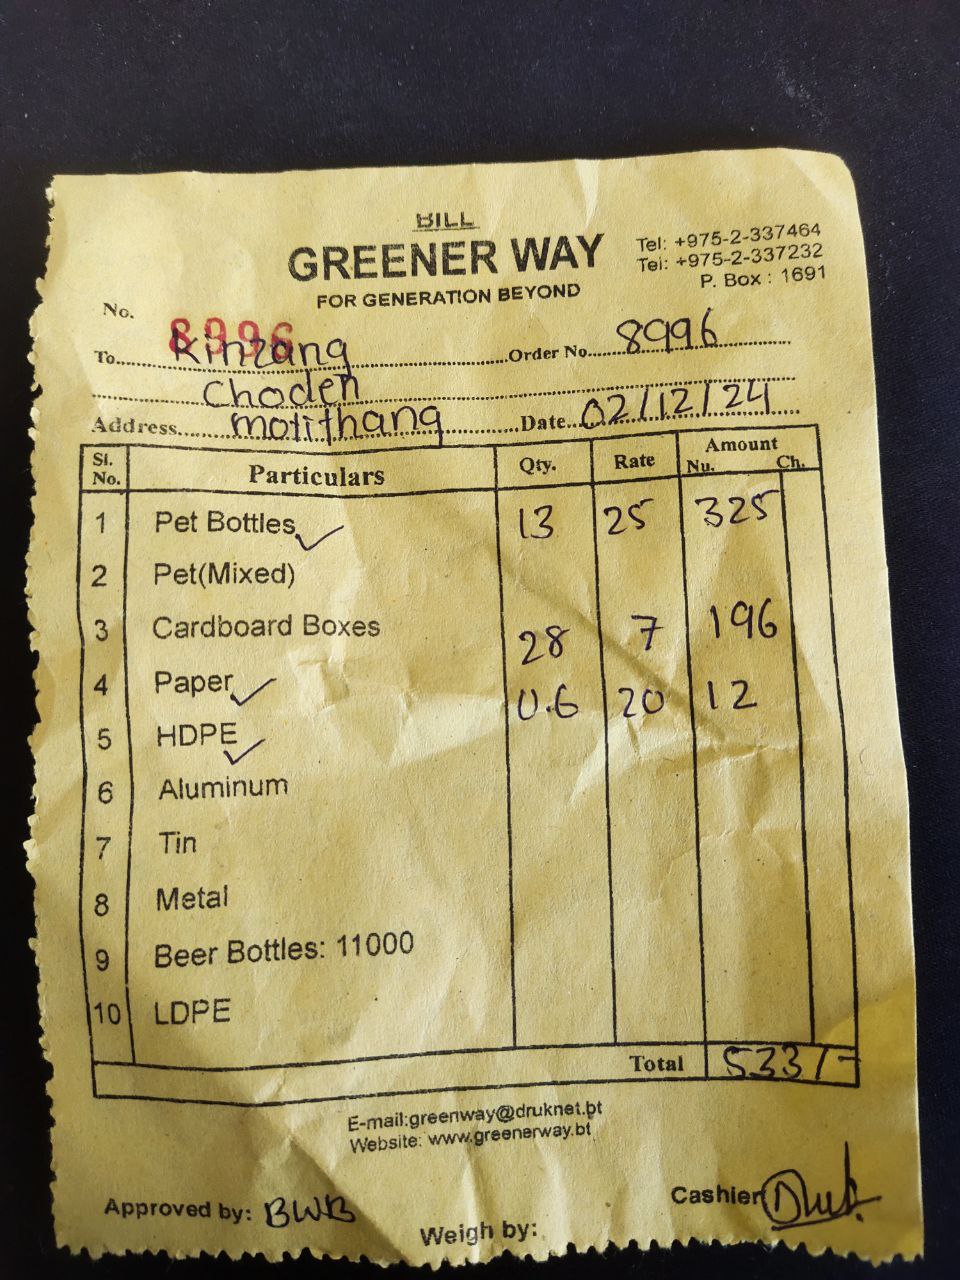 BILL
GREENER WAY
FOR GENERATION BEYOND
Tel: +975-2-337464
Tel: +975-2-337232
P. Box : 1691
No. 8996
To Kinzang Order No. 8996
Choden
Address motithang Date 02/12/24
Sl. No. Particulars Qty. Rate Amount Nu. Ch.
1 Pet Bottles ✓ 13 25 325
2 Pet(Mixed)
3 Cardboard Boxes 28 7 196
4 Paper ✓ 0.6 20 12
5 HDPE ✓
6 Aluminum
7 Tin
8 Metal
9 Beer Bottles: 11000
10 LDPE
Total 533/-
E-mail:greenway@druknet.bt
Website: www.greenerway.bt
Approved by: BWB
Weigh by:
Cashier